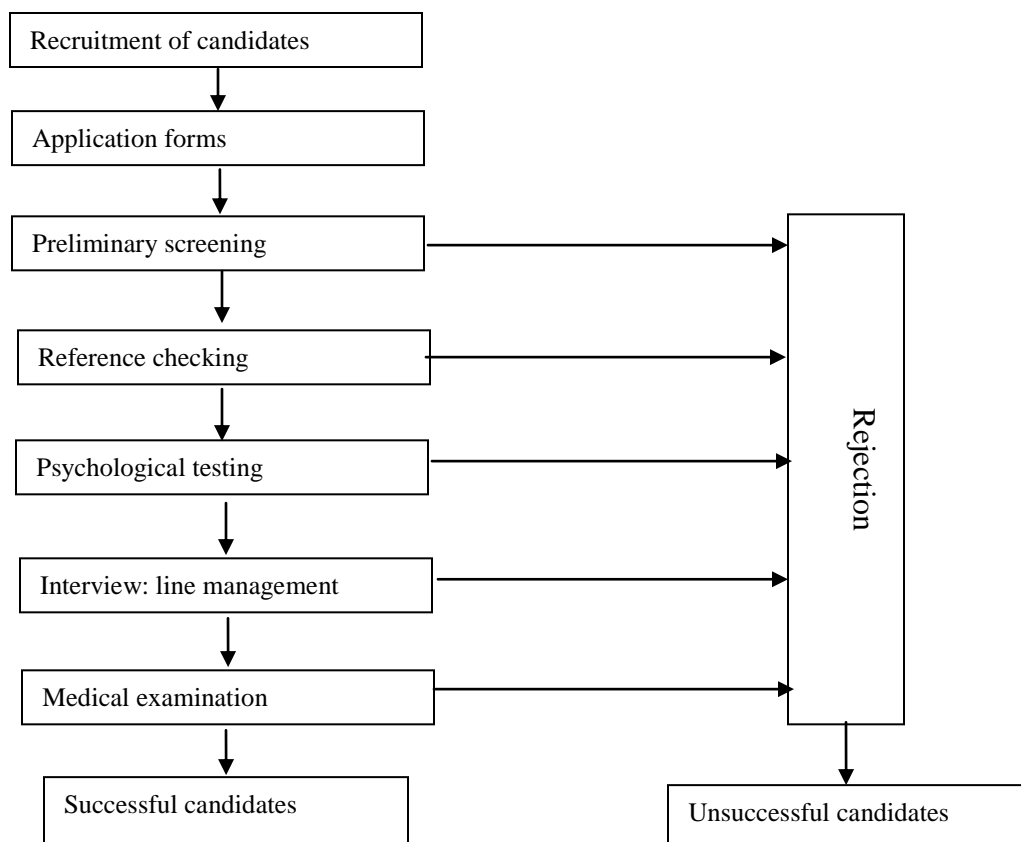 Recruitment of candidates
Application forms
Preliminary screening
Reference checking
Rejection
Psychological testing
Interview: line management
Medical examination
Successful candidates
Unsuccessful candidates